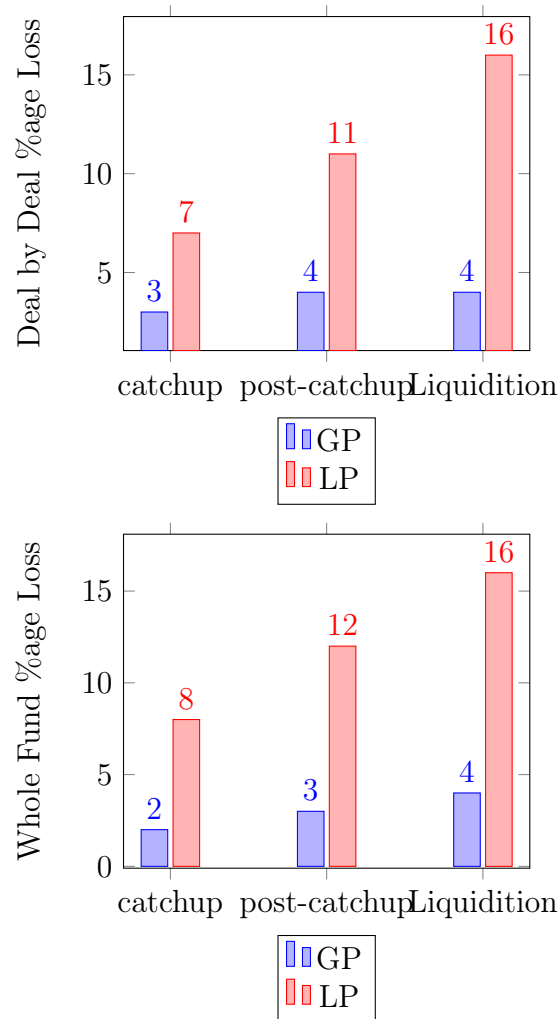 Deal by Deal %age Loss
15
10
5
3
7
4
11
4
16
catchup
post-catchup
Liquidition
GP
LP
Whole Fund %age Loss
15
10
5
0
2
8
3
12
4
16
catchup
post-catchup
Liquidition
GP
LP